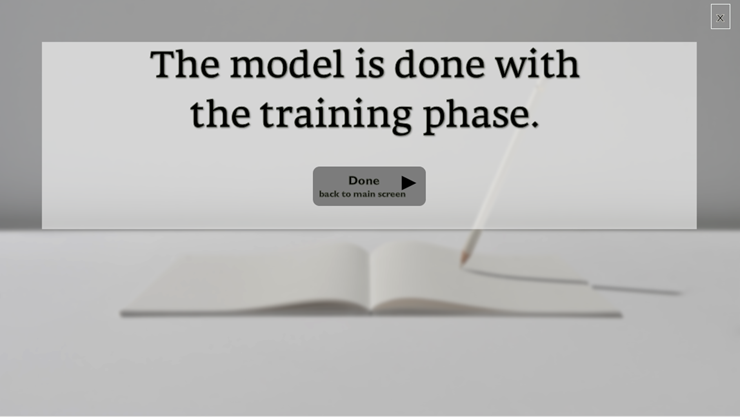 x
The model is done with
the training phase.
Done
back to main screen